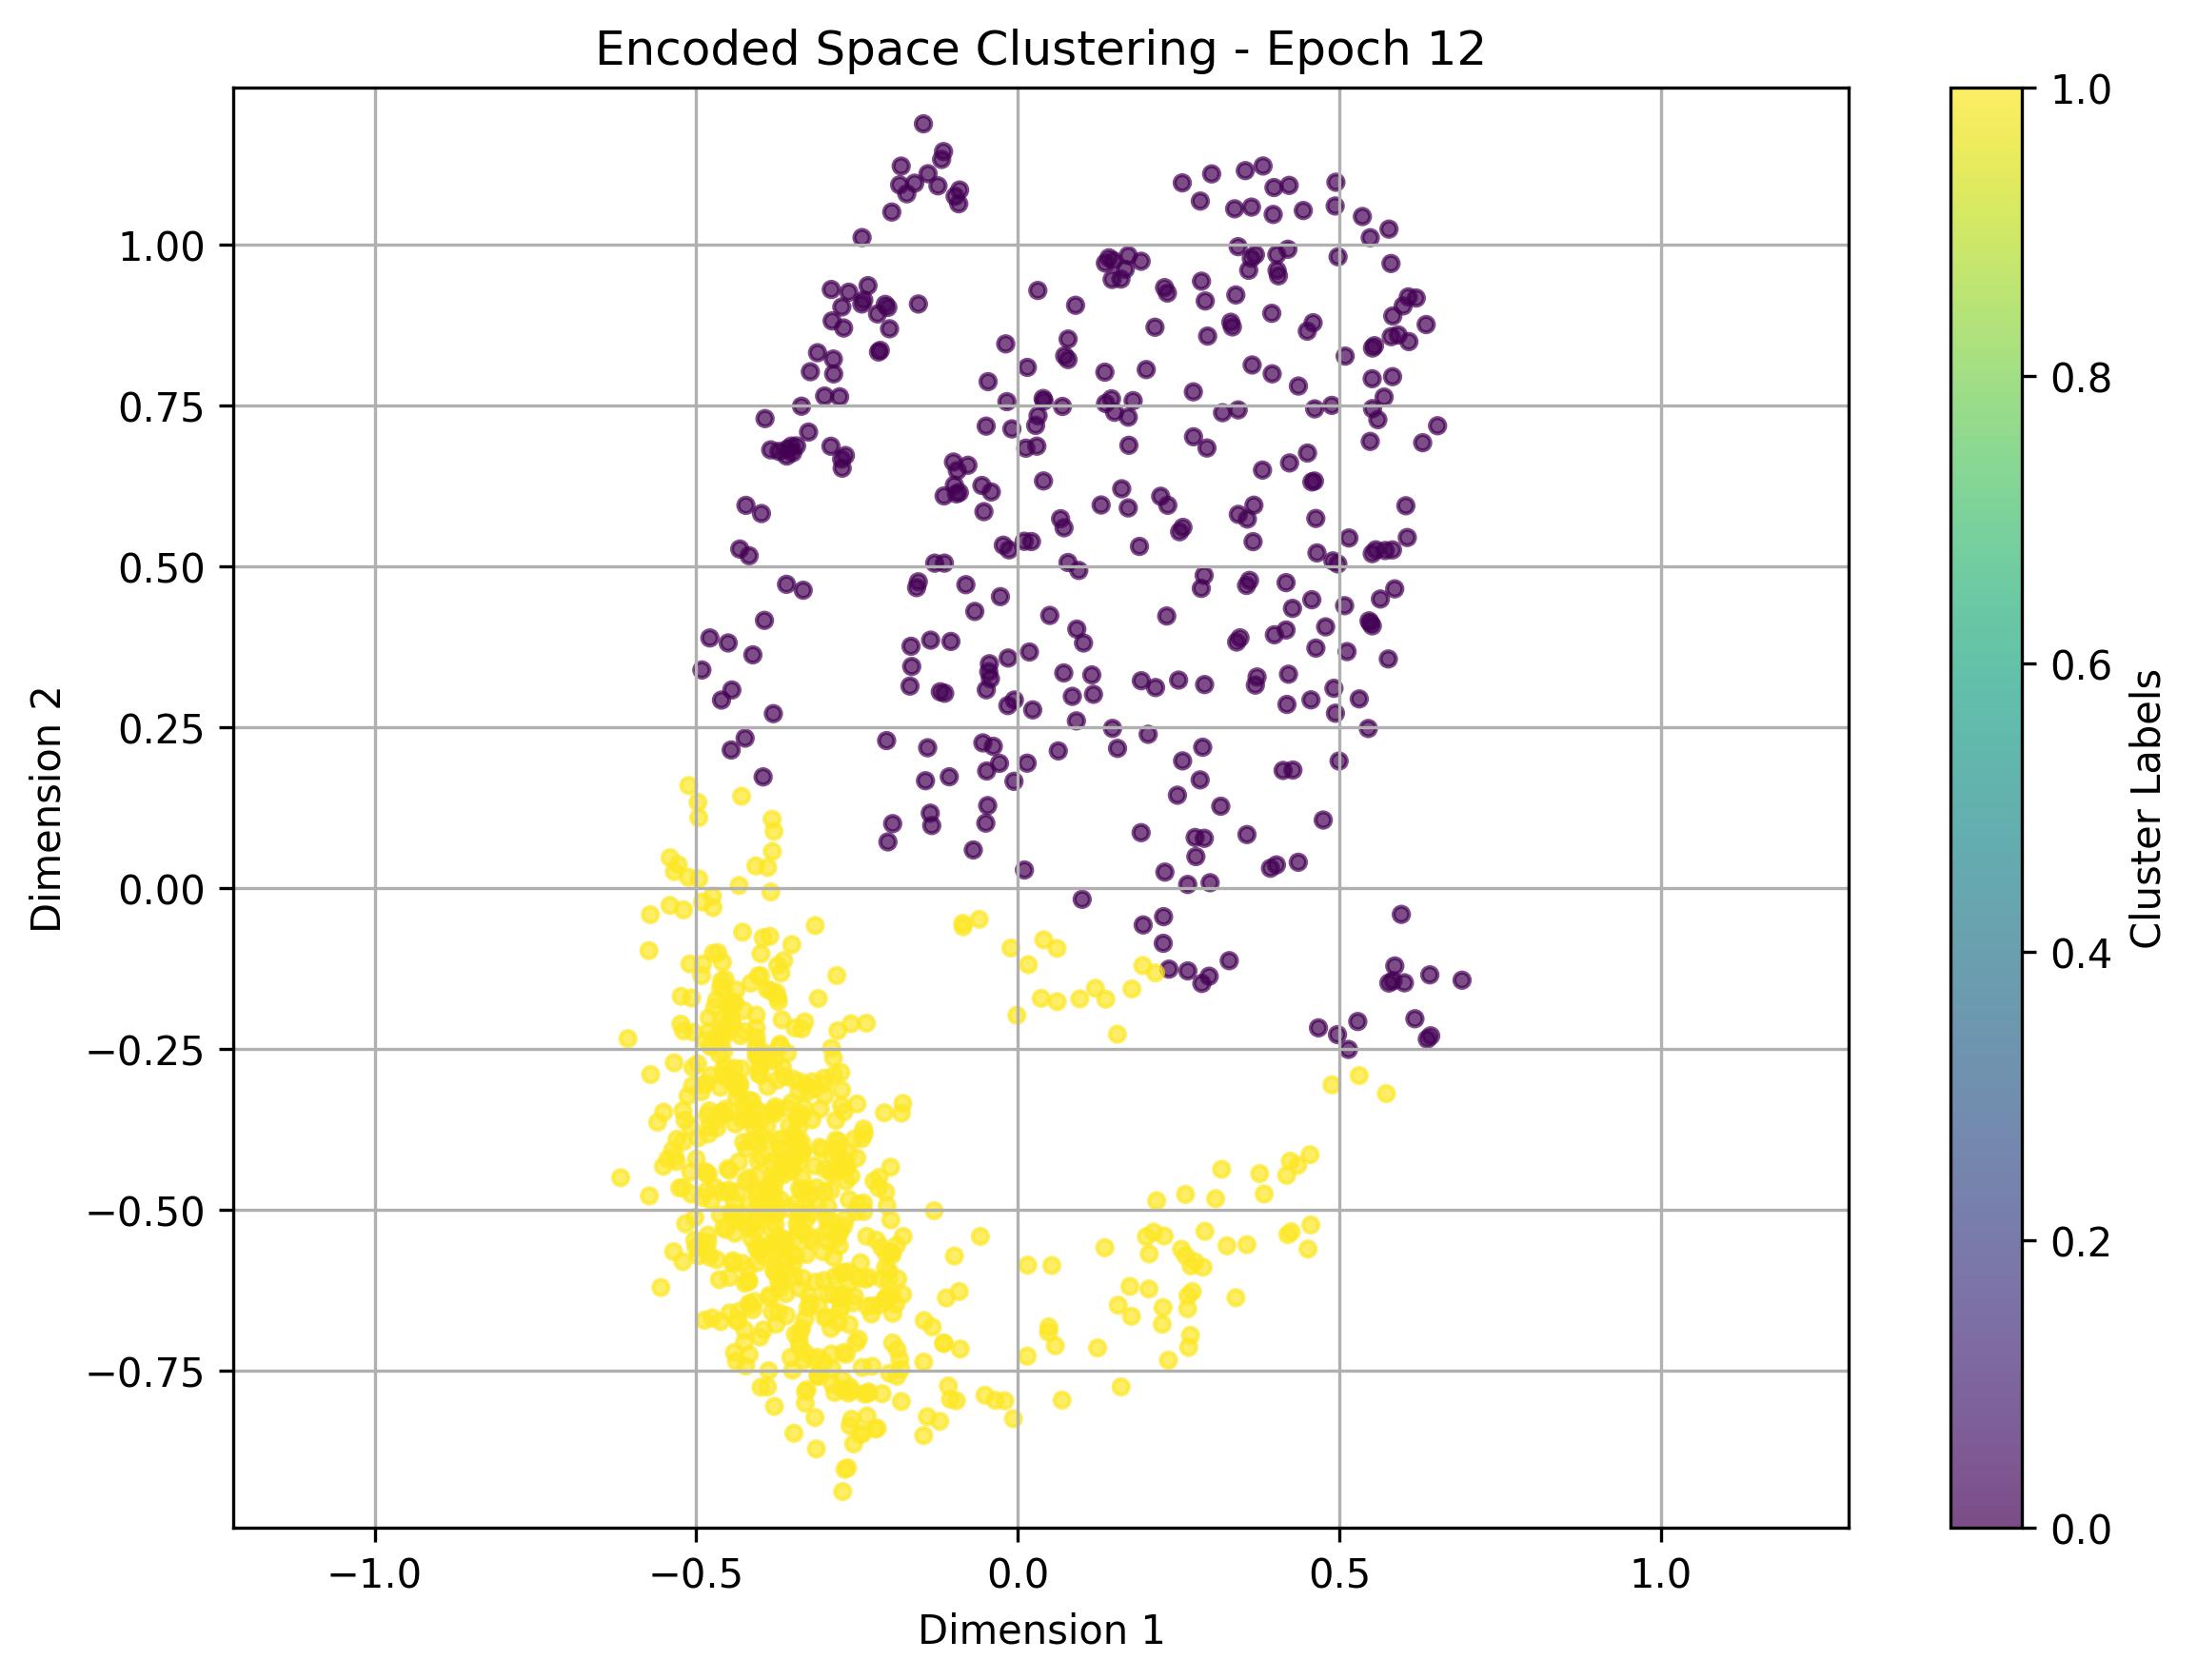 Encoded Space Clustering - Epoch 12
1.00
0.75
0.50
0.25
0.00
−0.25
−0.50
−0.75
Dimension 2
−1.0 −0.5 0.0 0.5 1.0
Dimension 1
1.0
0.8
0.6
0.4
0.2
0.0
Cluster Labels